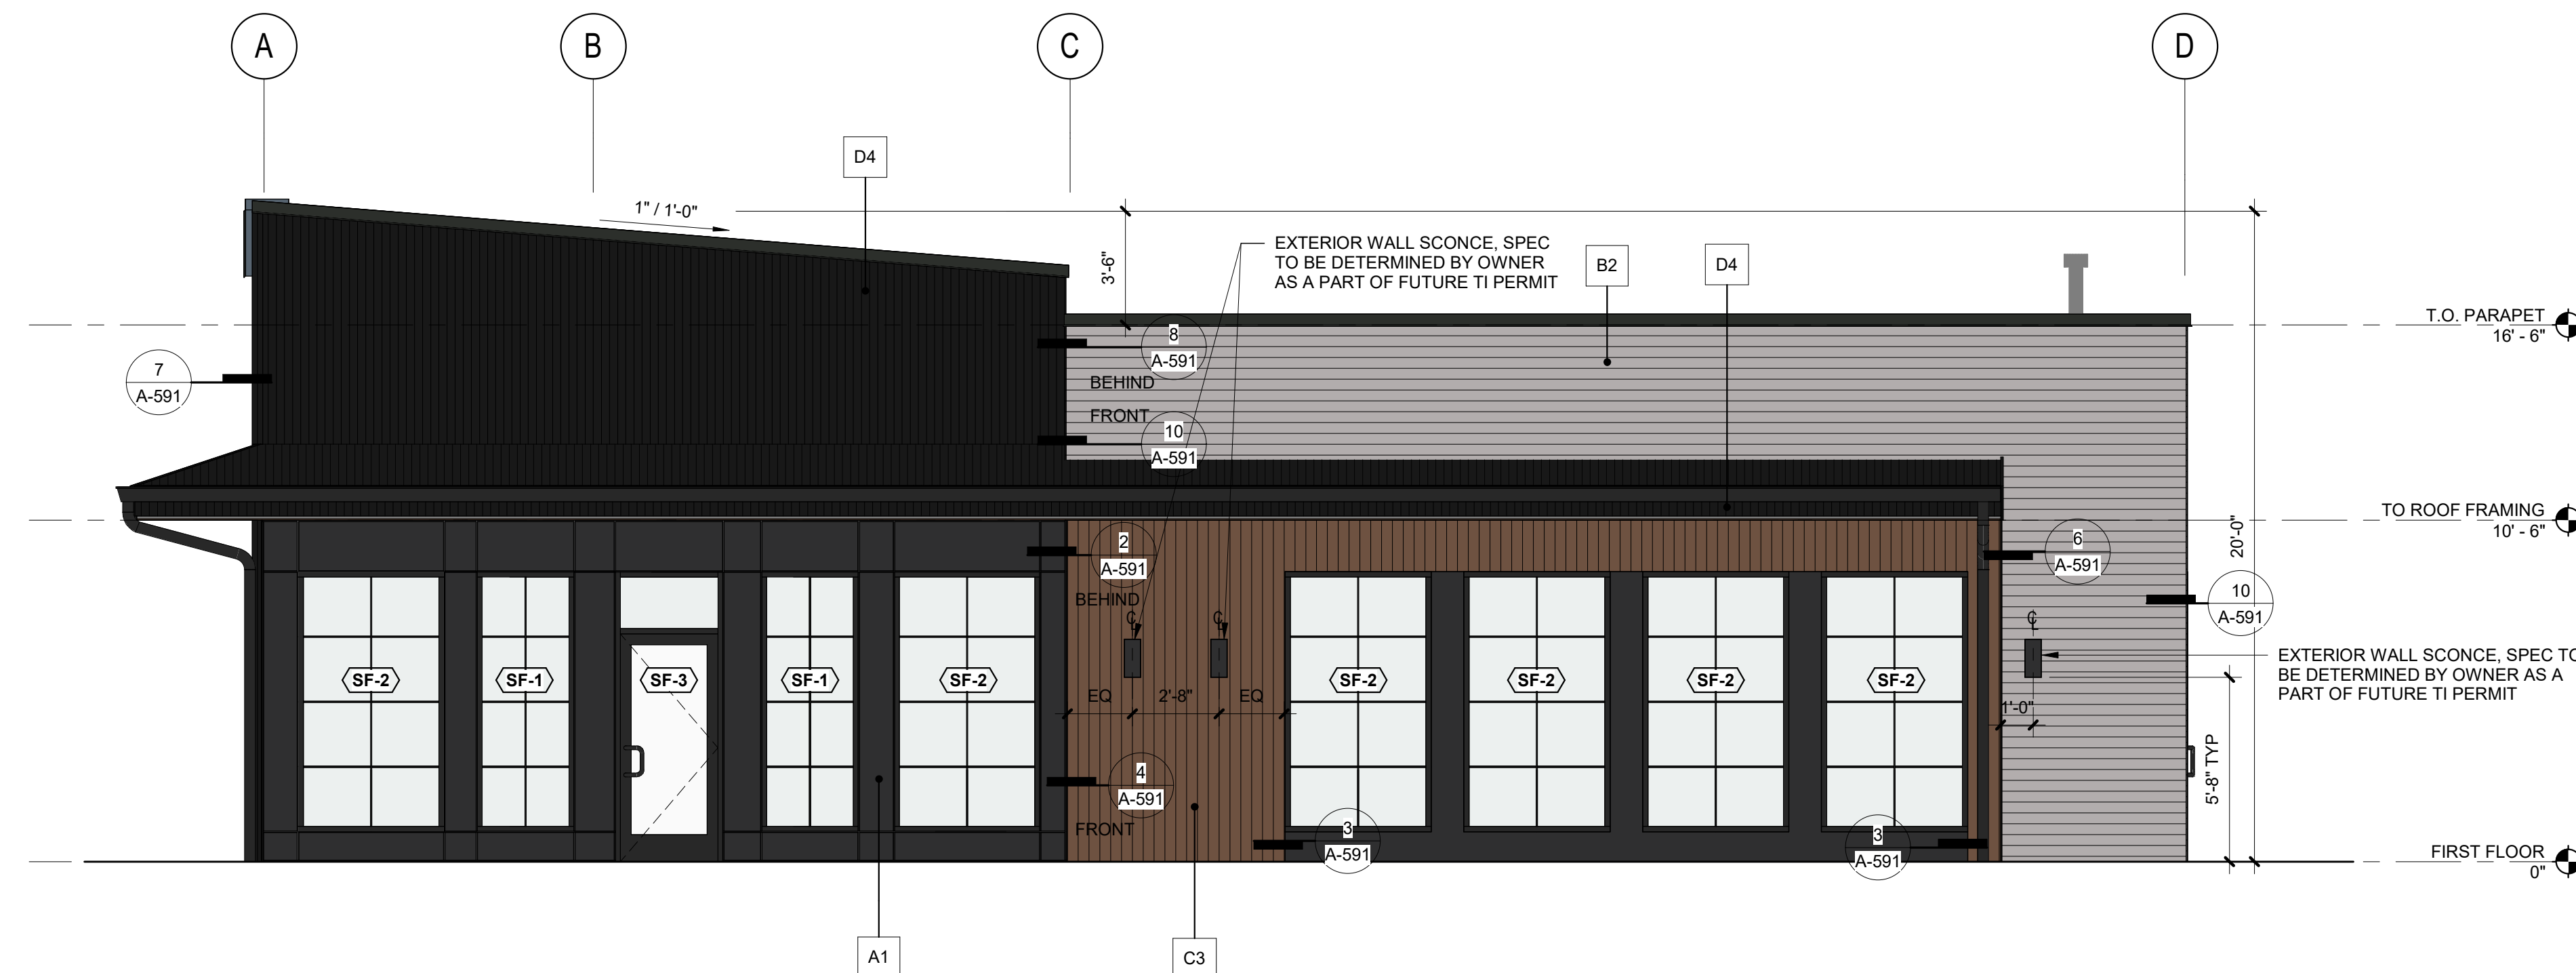 A
B
C
D
D4
1" / 1'-0"
3'-6"
EXTERIOR WALL SCONCE, SPEC
TO BE DETERMINED BY OWNER
AS A PART OF FUTURE TI PERMIT
B2
D4
T.O. PARAPET
16' - 6"
8
A-591
7
A-591
BEHIND
FRONT
10
A-591
TO ROOF FRAMING
10' - 6"
20'-0"
2
A-591
6
A-591
BEHIND
10
A-591
℄
℄
℄
EXTERIOR WALL SCONCE, SPEC TO
BE DETERMINED BY OWNER AS A
PART OF FUTURE TI PERMIT
SF-2
SF-1
SF-3
SF-1
SF-2
SF-2
SF-2
SF-2
SF-2
EQ
2'-8"
EQ
1'-0"
5'-8" TYP
4
A-591
FRONT
3
A-591
3
A-591
FIRST FLOOR
0"
A1
C3